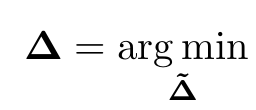 𝚫 = arg min
𝚫̃